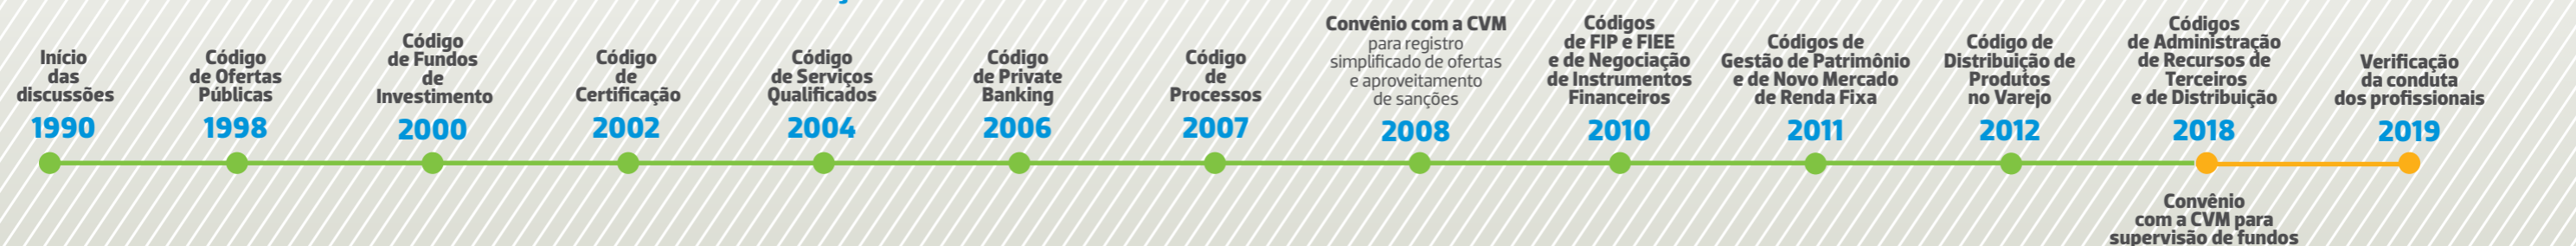 Início
das
discussões
1990
Código
de Ofertas
Públicas
1998
Código
de Fundos
de
Investimento
2000
Código
de
Certificação
2002
Código
de Serviços
Qualificados
2004
Código
de Private
Banking
2006
Código
de
Processos
2007
Convênio com a CVM
para registro
simplificado de ofertas
e aproveitamento
de sanções
2008
Códigos
de FIP e FIEE
e de Negociação
de Instrumentos
Financeiros
2010
Códigos de
Gestão de Patrimônio
e de Novo Mercado
de Renda Fixa
2011
Código de
Distribuição de
Produtos
no Varejo
2012
Códigos
de Administração
de Recursos de
Terceiros
e de Distribuição
2018
Convênio
com a CVM para
supervisão de fundos
Verificação
da conduta
dos profissionais
2019